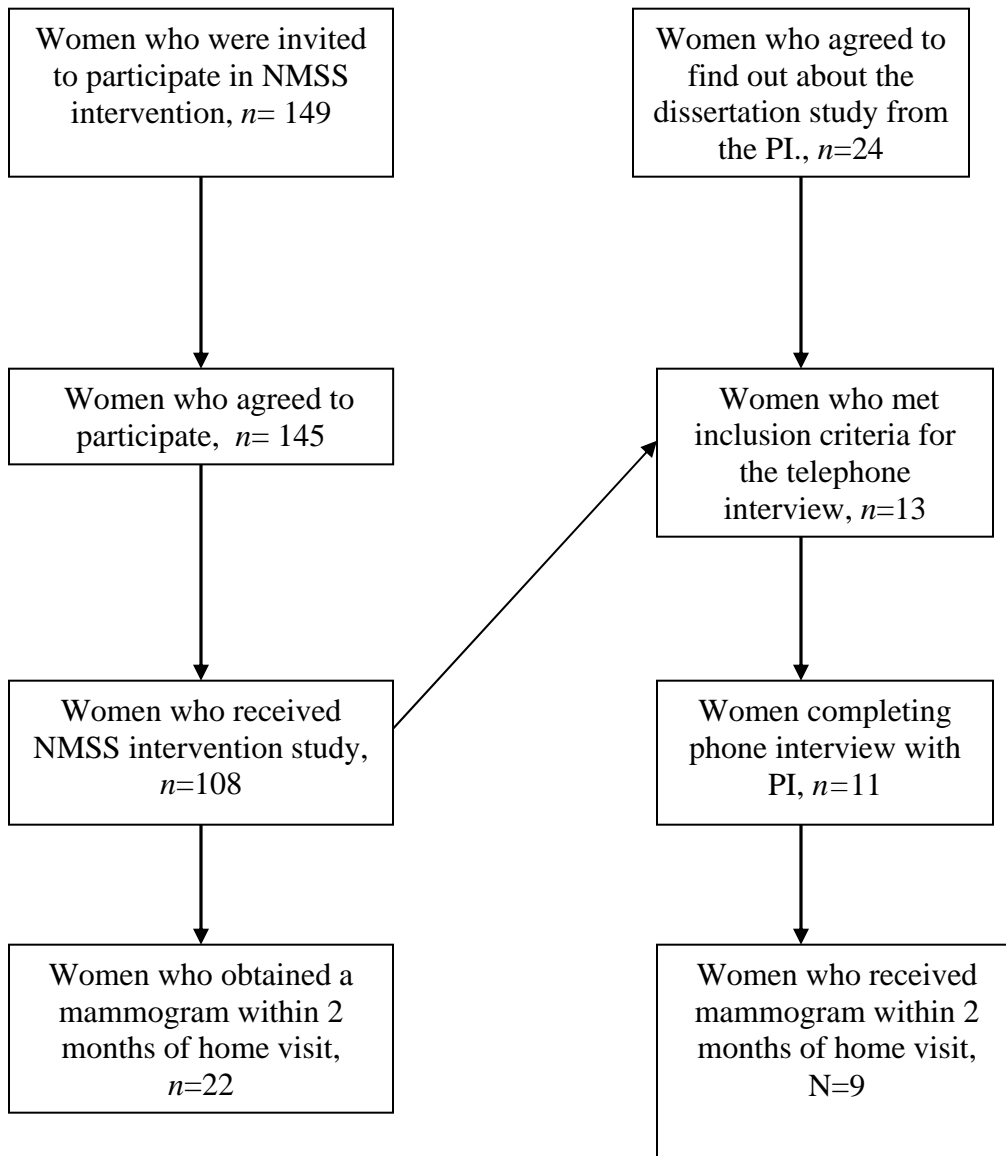 Women who were invited
to participate in NMSS
intervention, n= 149
Women who agreed to
find out about the
dissertation study from
the PI., n=24
Women who agreed to
participate,  n= 145
Women who met
inclusion criteria for
the telephone
interview, n=13
Women who received
NMSS intervention study,
n=108
Women completing
phone interview with
PI, n=11
Women who obtained a
mammogram within 2
months of home visit,
n=22
Women who received
mammogram within 2
months of home visit,
N=9